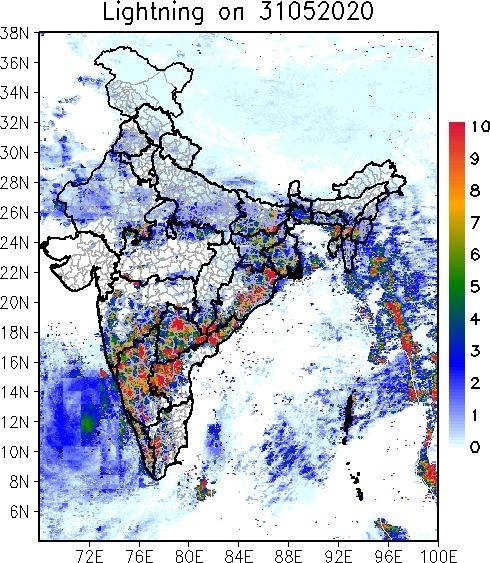 Lightning on 31052020
38N
36N
34N
32N
30N
28N
26N
24N
22N
20N
18N
16N
14N
12N
10N
8N
6N
72E 76E 80E 84E 88E 92E 96E 100E
10
9
8
7
6
5
4
3
2
1
0